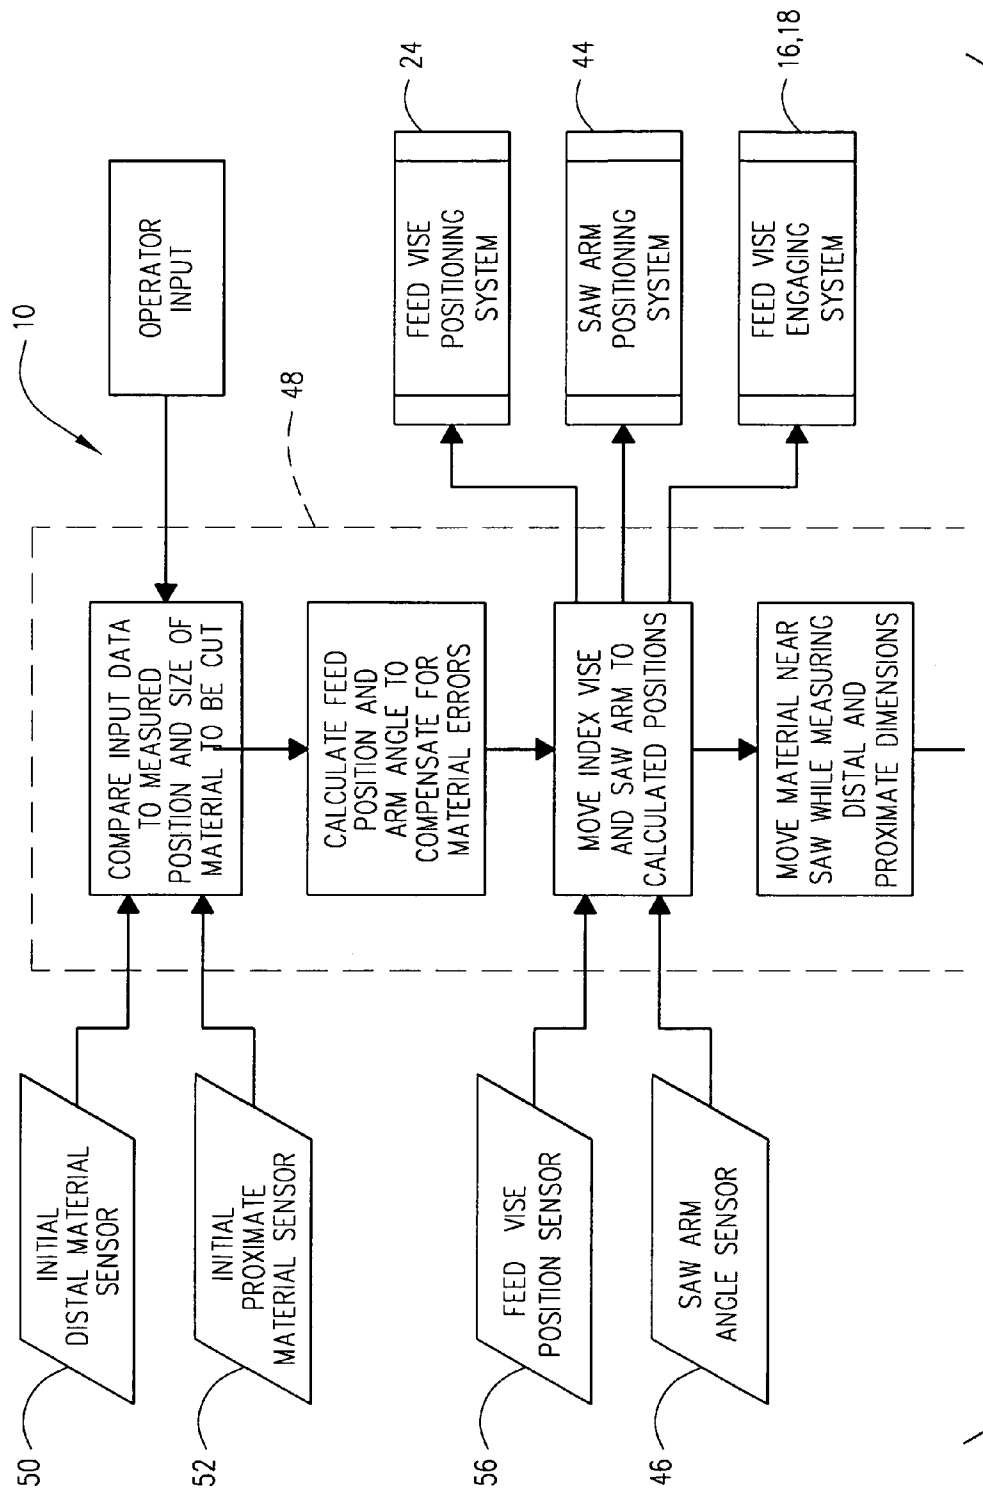 10
OPERATOR
INPUT
48
50
INITIAL
DISTAL MATERIAL
SENSOR
52
INITIAL
PROXIMATE
MATERIAL SENSOR
COMPARE INPUT DATA
TO MEASURED
POSITION AND SIZE OF
MATERIAL TO BE CUT
CALCULATE FEED
POSITION AND
ARM ANGLE TO
COMPENSATE FOR
MATERIAL ERRORS
56
FEED VISE
POSITION SENSOR
46
SAW ARM
ANGLE SENSOR
MOVE INDEX VISE
AND SAW ARM TO
CALCULATED POSITIONS
24
FEED VISE
POSITIONING
SYSTEM
44
SAW ARM
POSITIONING
SYSTEM
16,18
FEED VISE
ENGAGING
SYSTEM
MOVE MATERIAL NEAR
SAW WHILE MEASURING
DISTAL AND
PROXIMATE DIMENSIONS